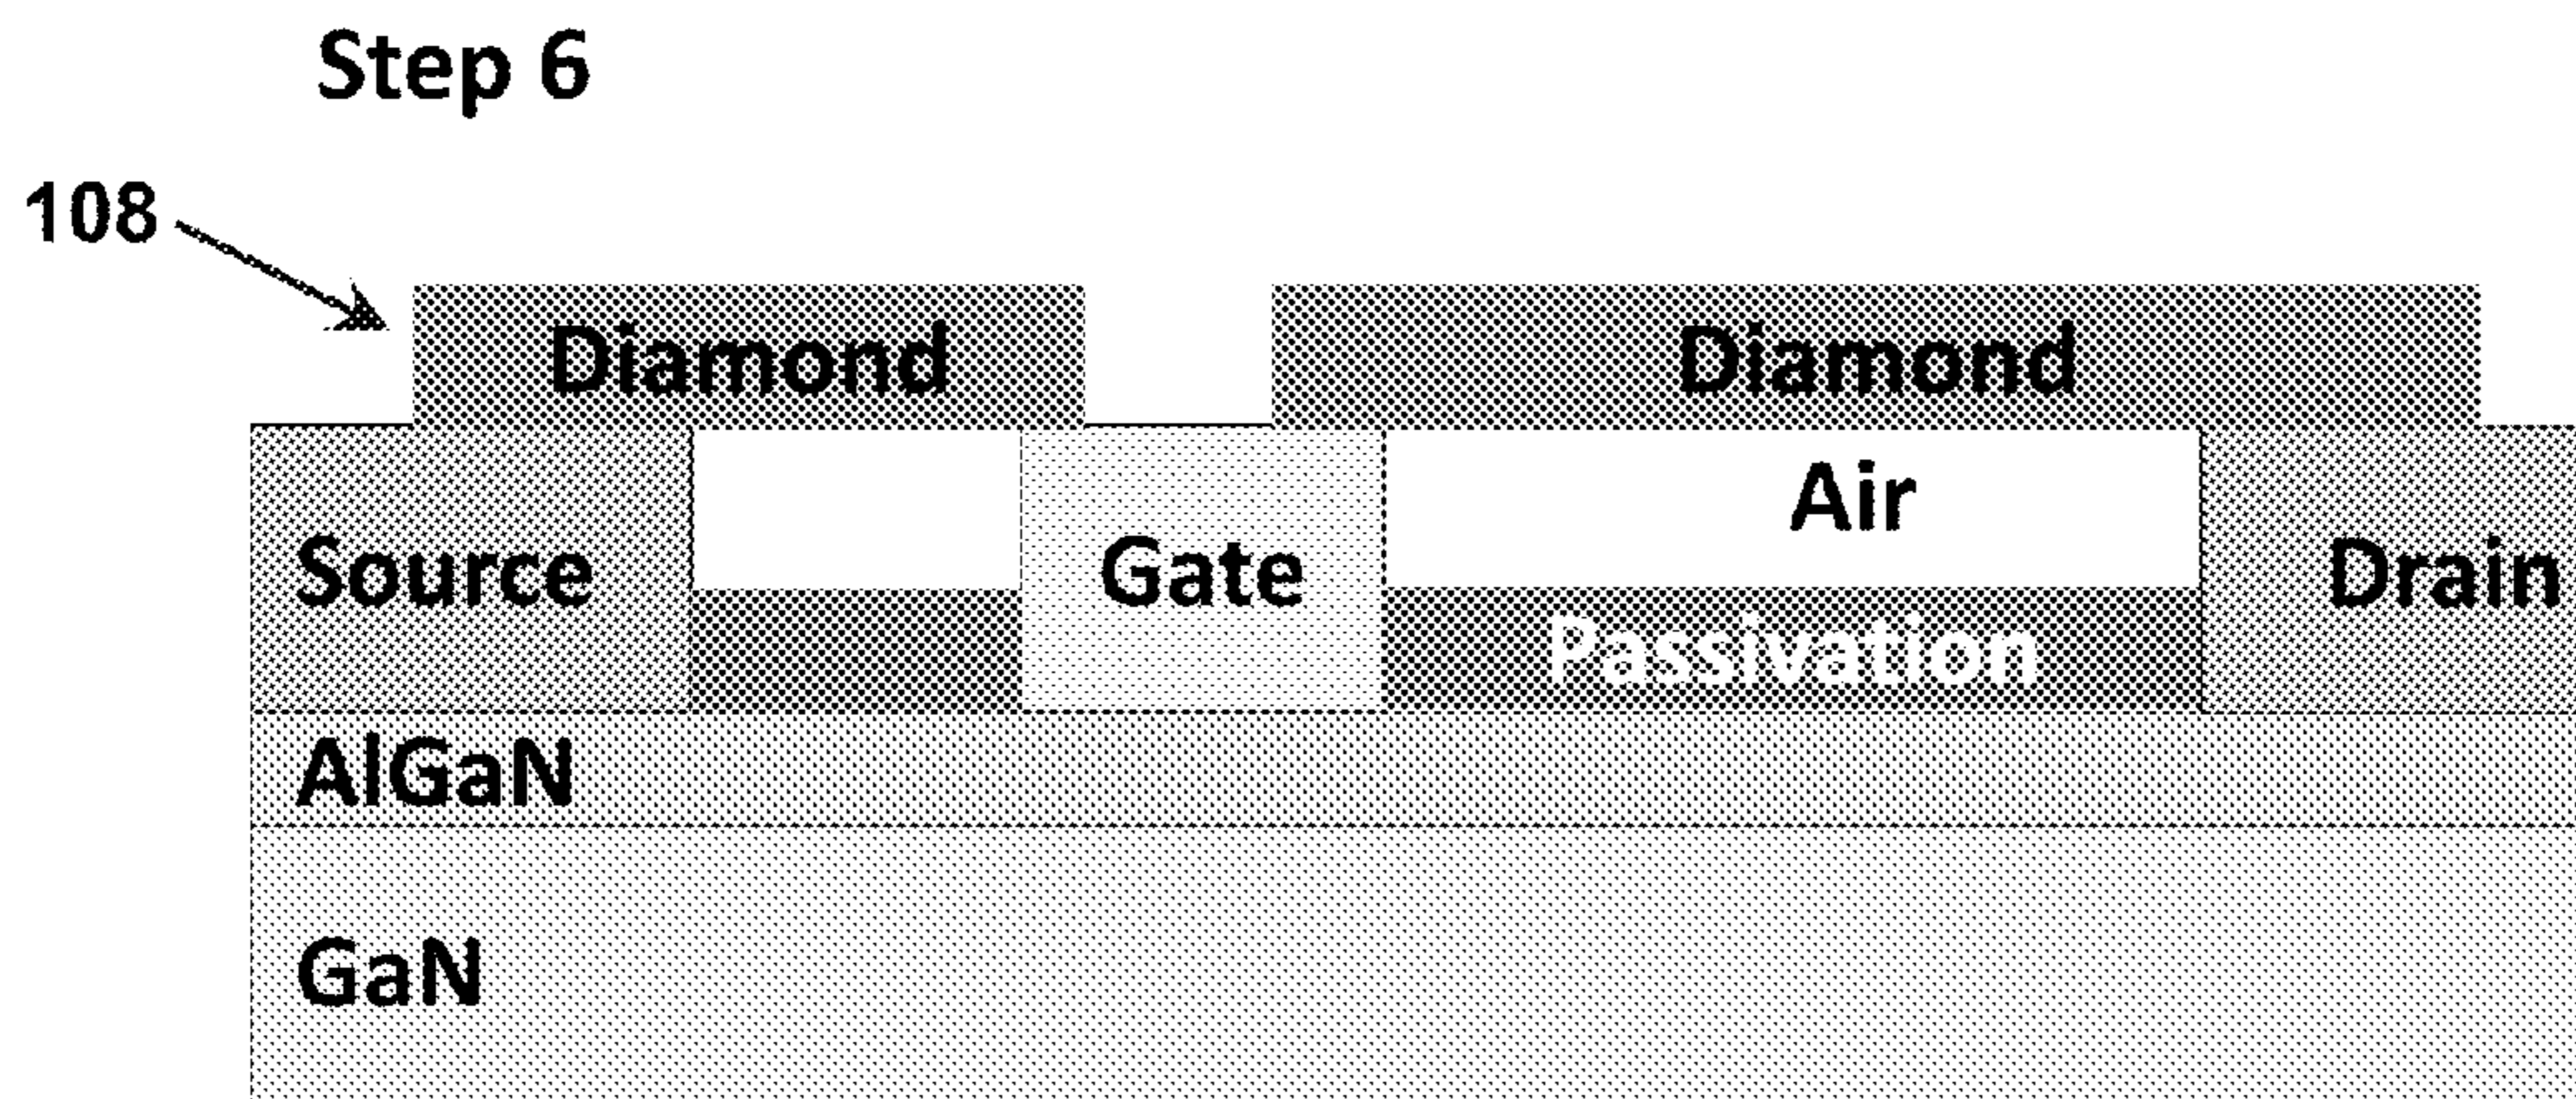 Step 6
108
Diamond
Diamond
Air
Source
Gate
Drain
Passivation
AlGaN
GaN